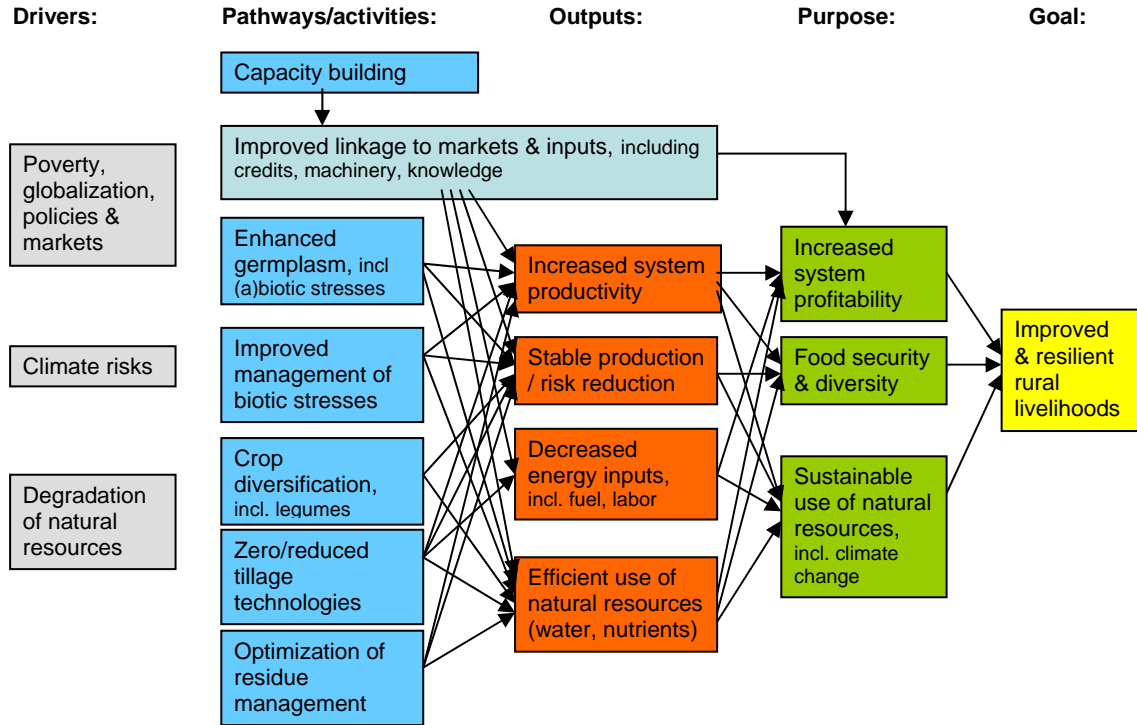 Drivers:
Pathways/activities:
Outputs:
Purpose:
Goal:
Capacity building
Improved linkage to markets & inputs, including
credits, machinery, knowledge
Poverty,
globalization,
policies &
markets
Climate risks
Degradation
of natural
resources
Enhanced
germplasm, incl
(a)biotic stresses
Improved
management of
biotic stresses
Crop
diversification,
incl. legumes
Zero/reduced
tillage
technologies
Optimization of
residue
management
Increased system
productivity
Stable production
/ risk reduction
Decreased
energy inputs,
incl. fuel, labor
Efficient use of
natural resources
(water, nutrients)
Increased
system
profitability
Food security
& diversity
Sustainable
use of natural
resources,
incl. climate
change
Improved
& resilient
rural
livelihoods